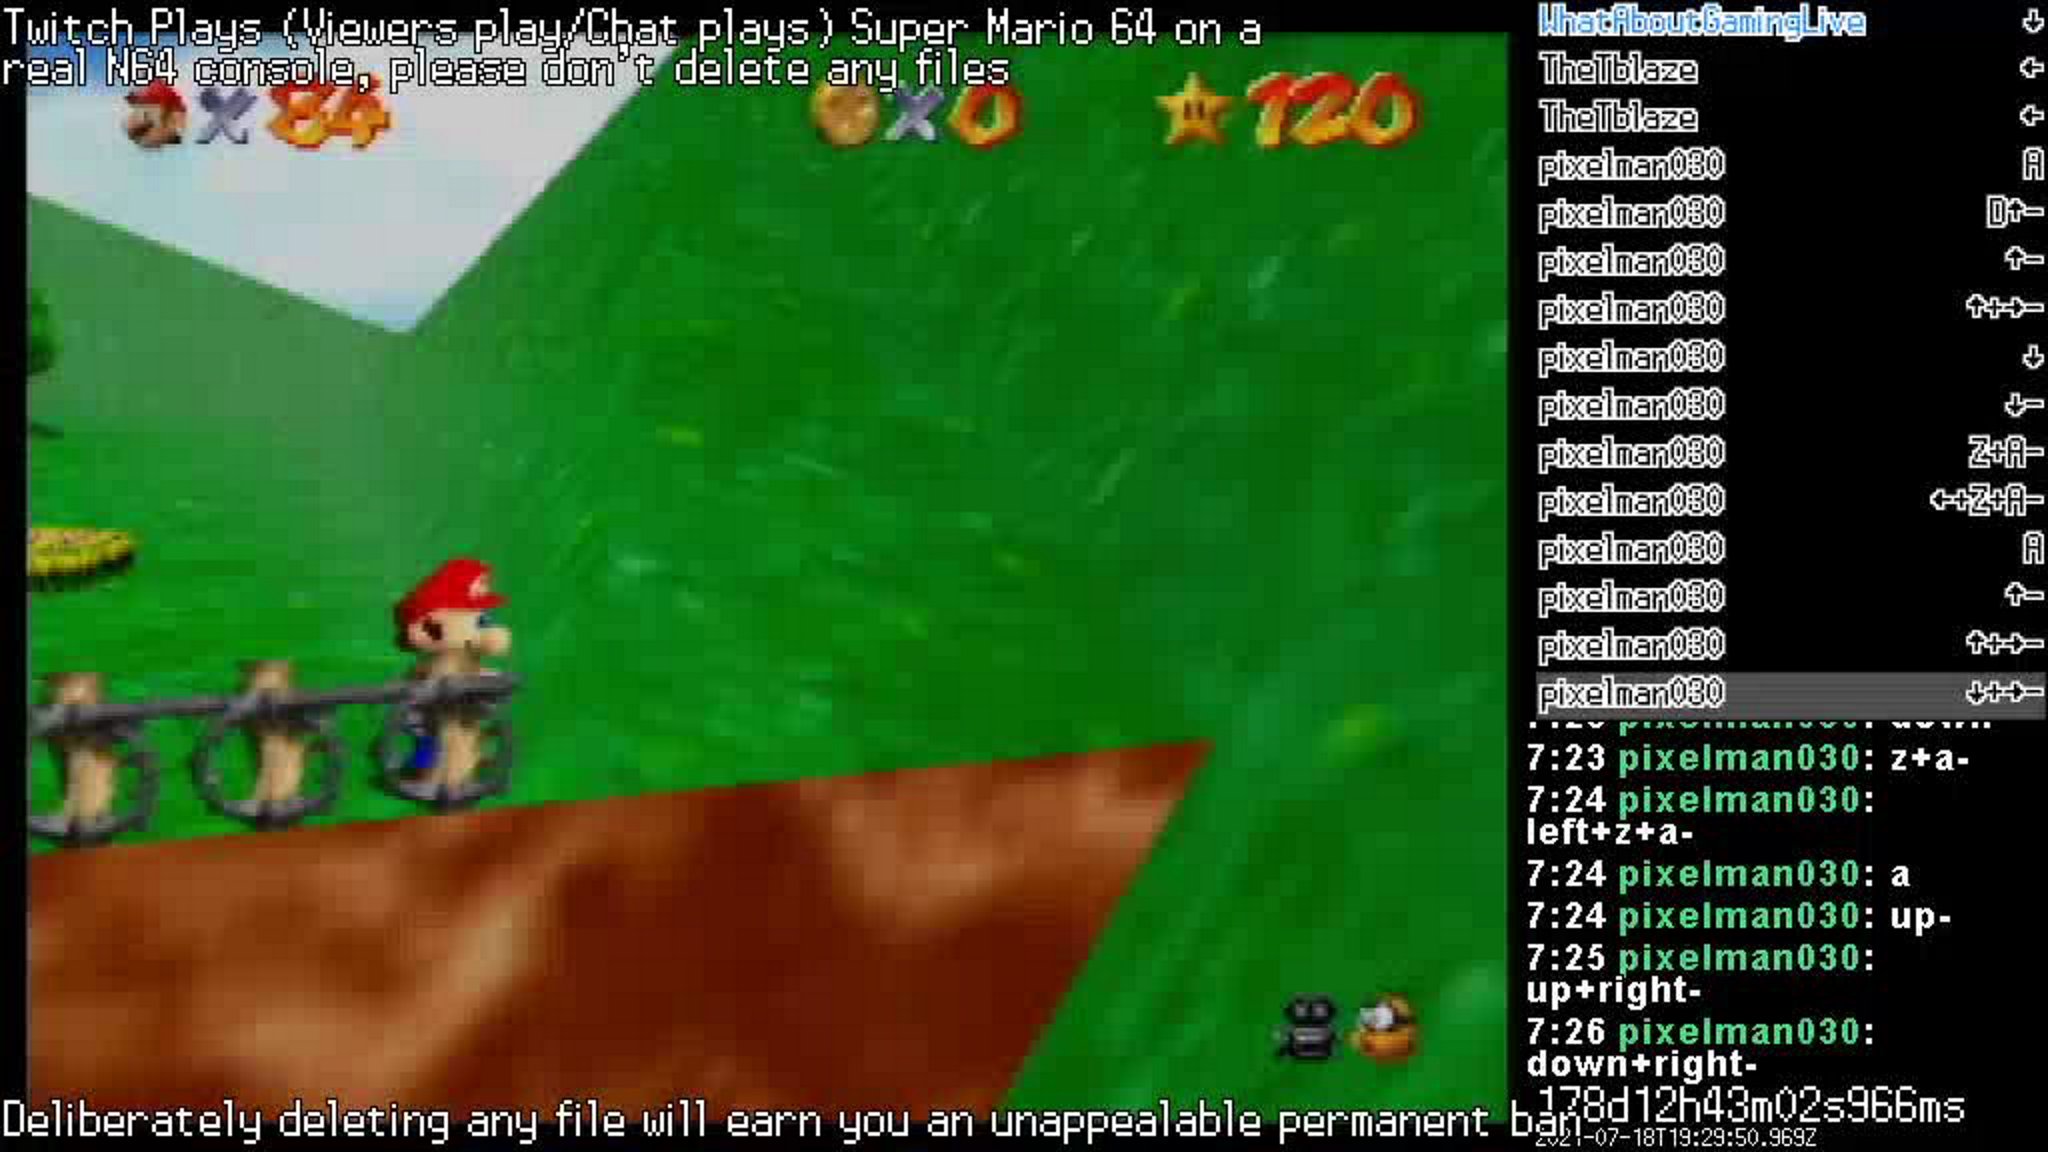 Twitch Plays (Viewers play/Chat plays) Super Mario 64 on a
real N64 console, please don't delete any files
x 84
x 0
120
WhatAboutGamingLive ↓
TheTblaze ←
TheTblaze ←
pixelman030 A
pixelman030 D↑-
pixelman030 ↑-
pixelman030 ↑+→-
pixelman030 ↓
pixelman030 ↓-
pixelman030 Z+A-
pixelman030 ←+Z+A-
pixelman030 A
pixelman030 ↑-
pixelman030 ↑+→-
pixelman030 ↓+→-
pixelman030: down-
7:23 pixelman030: z+a-
7:24 pixelman030:
left+z+a-
7:24 pixelman030: a
7:24 pixelman030: up-
7:25 pixelman030:
up+right-
7:26 pixelman030:
down+right-
178d12h43m02s966ms
Deliberately deleting any file will earn you an unappealable permanent ban
2021-07-18T19:29:50.969Z